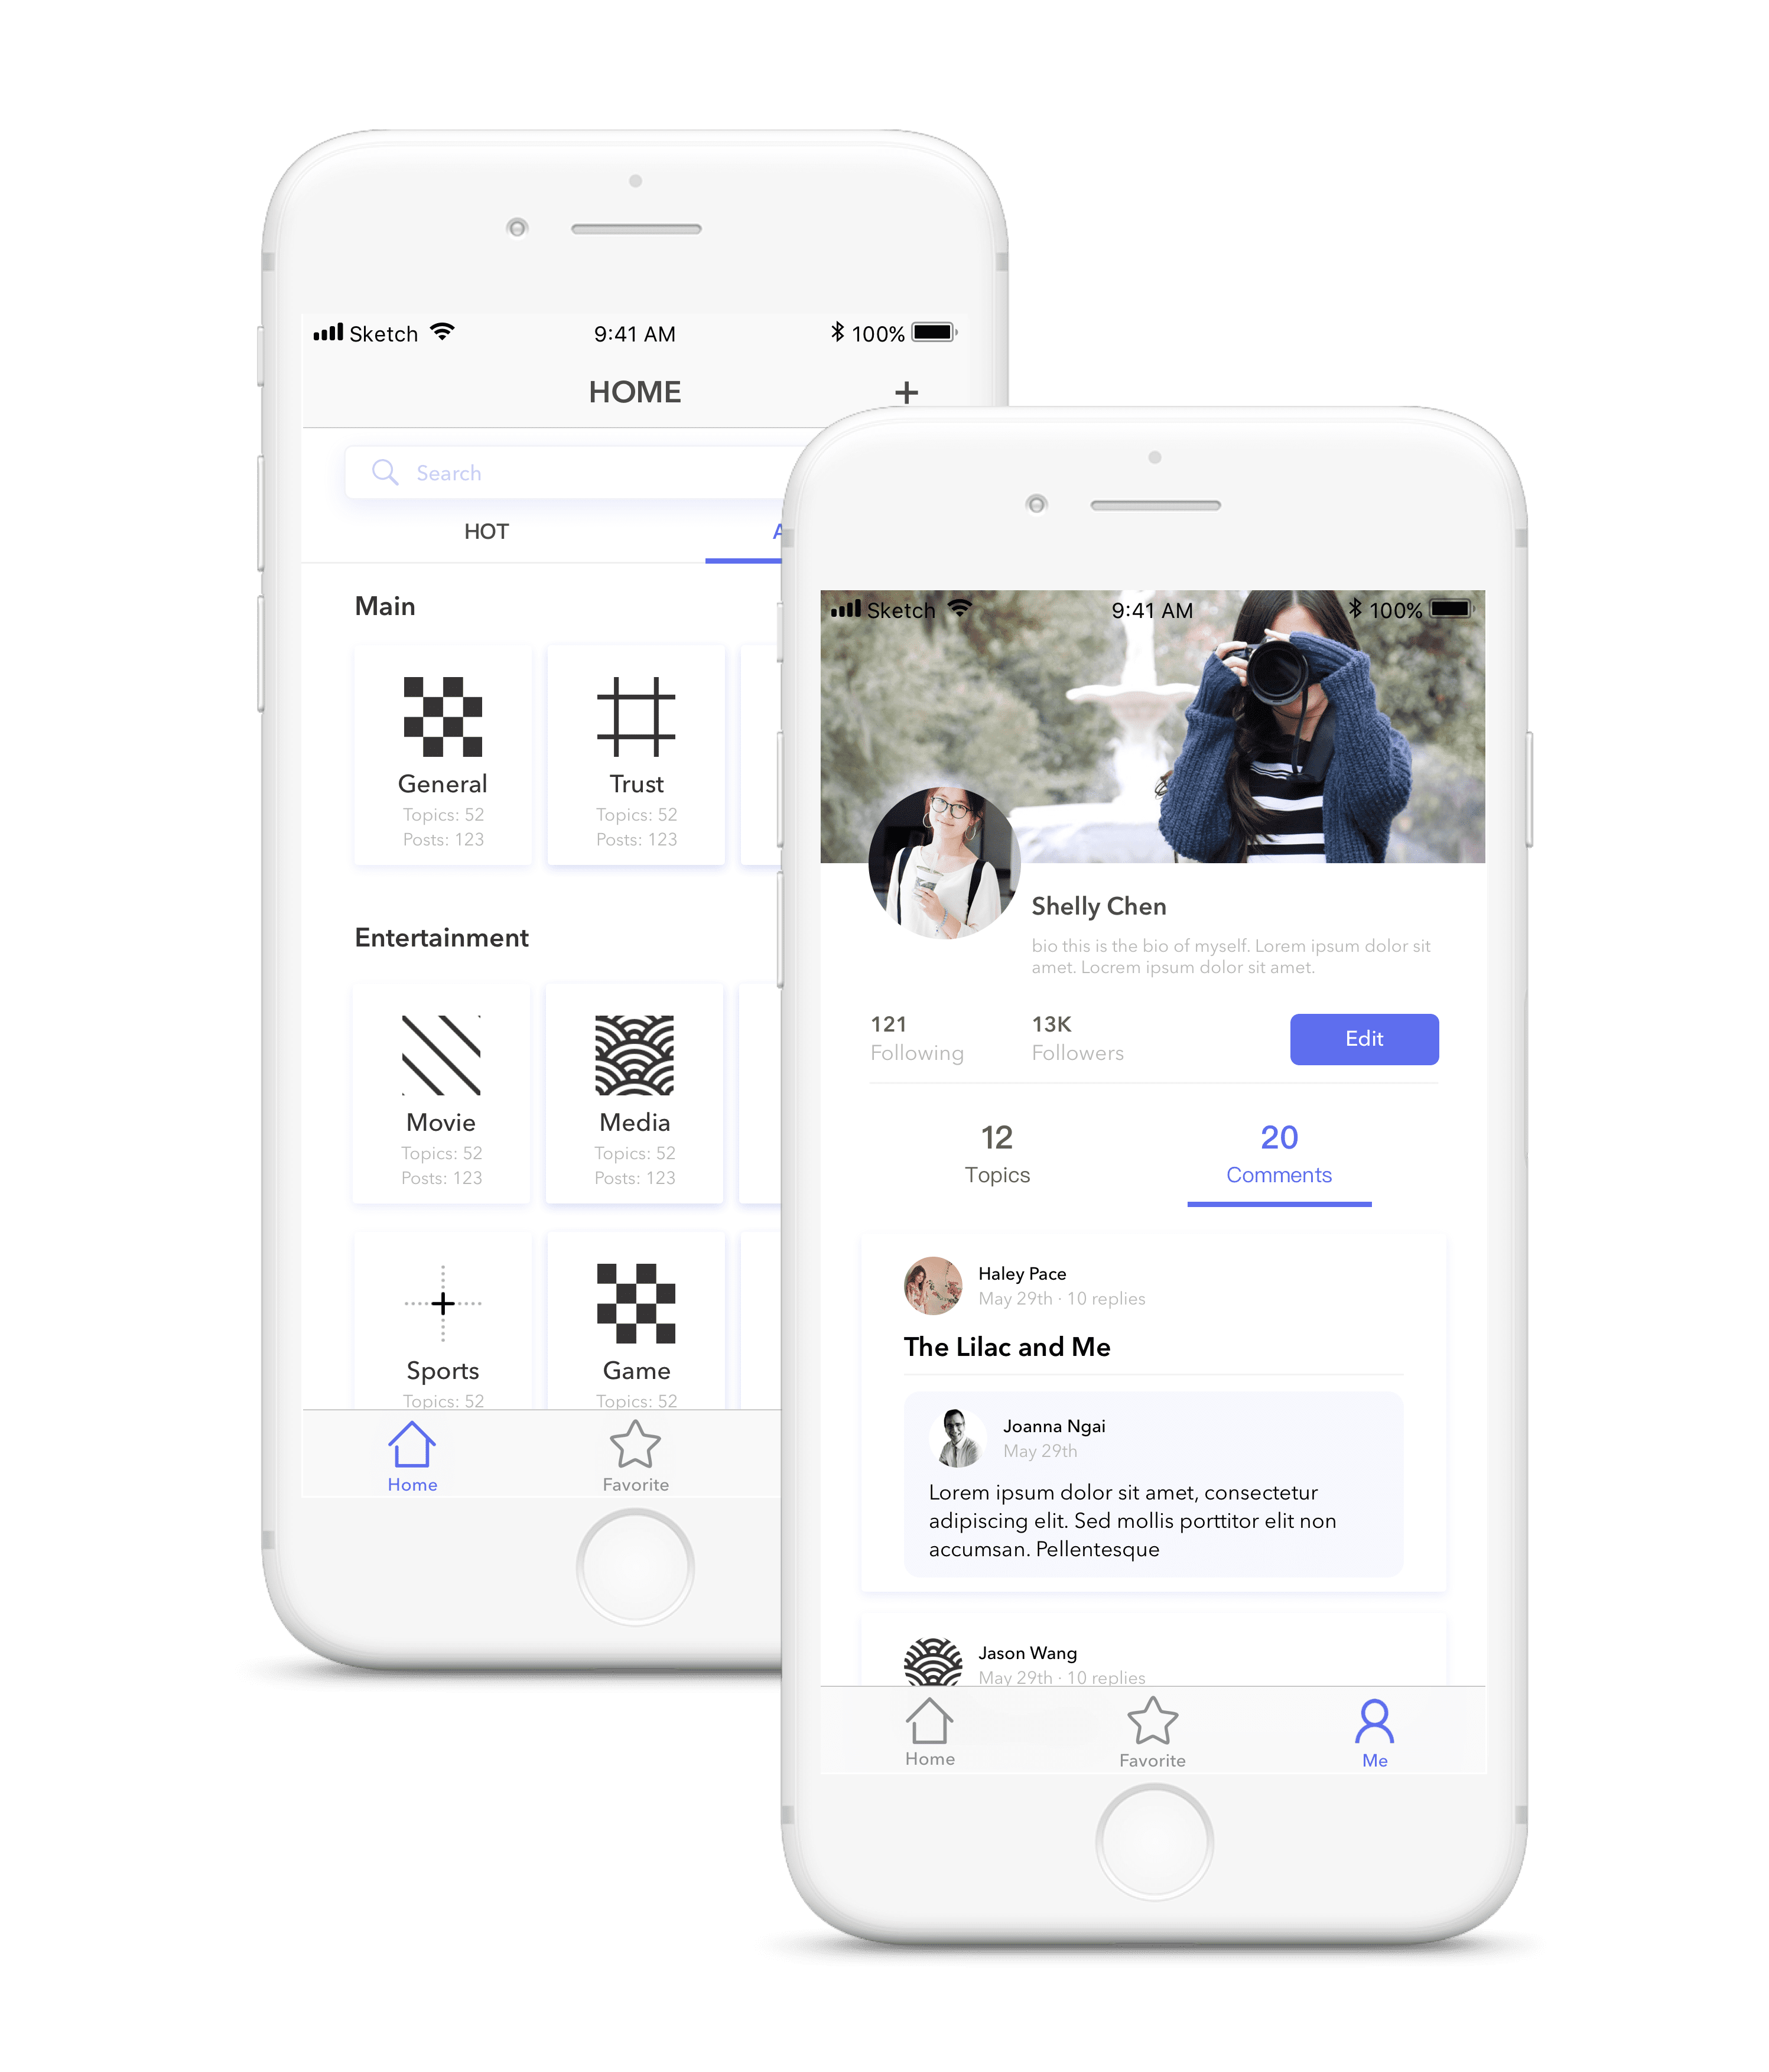 Sketch 9:41 AM 100%
HOME +
Search
HOT
Main
General Trust
Topics: 52 Topics: 52
Posts: 123 Posts: 123
Entertainment
Movie Media
Topics: 52 Topics: 52
Posts: 123 Posts: 123
Sports Game
Topics: 52 Topics: 52
Home Favorite
Sketch 9:41 AM 100%
Shelly Chen
bio this is the bio of myself. Lorem ipsum dolor sit
amet. Locrem ipsum dolor sit amet.
121 13K
Following Followers
Edit
12 20
Topics Comments
Haley Pace
May 29th · 10 replies
The Lilac and Me
Joanna Ngai
May 29th
Lorem ipsum dolor sit amet, consectetur
adipiscing elit. Sed mollis porttitor elit non
accumsan. Pellentesque
Jason Wang
May 29th · 10 replies
Home Favorite Me